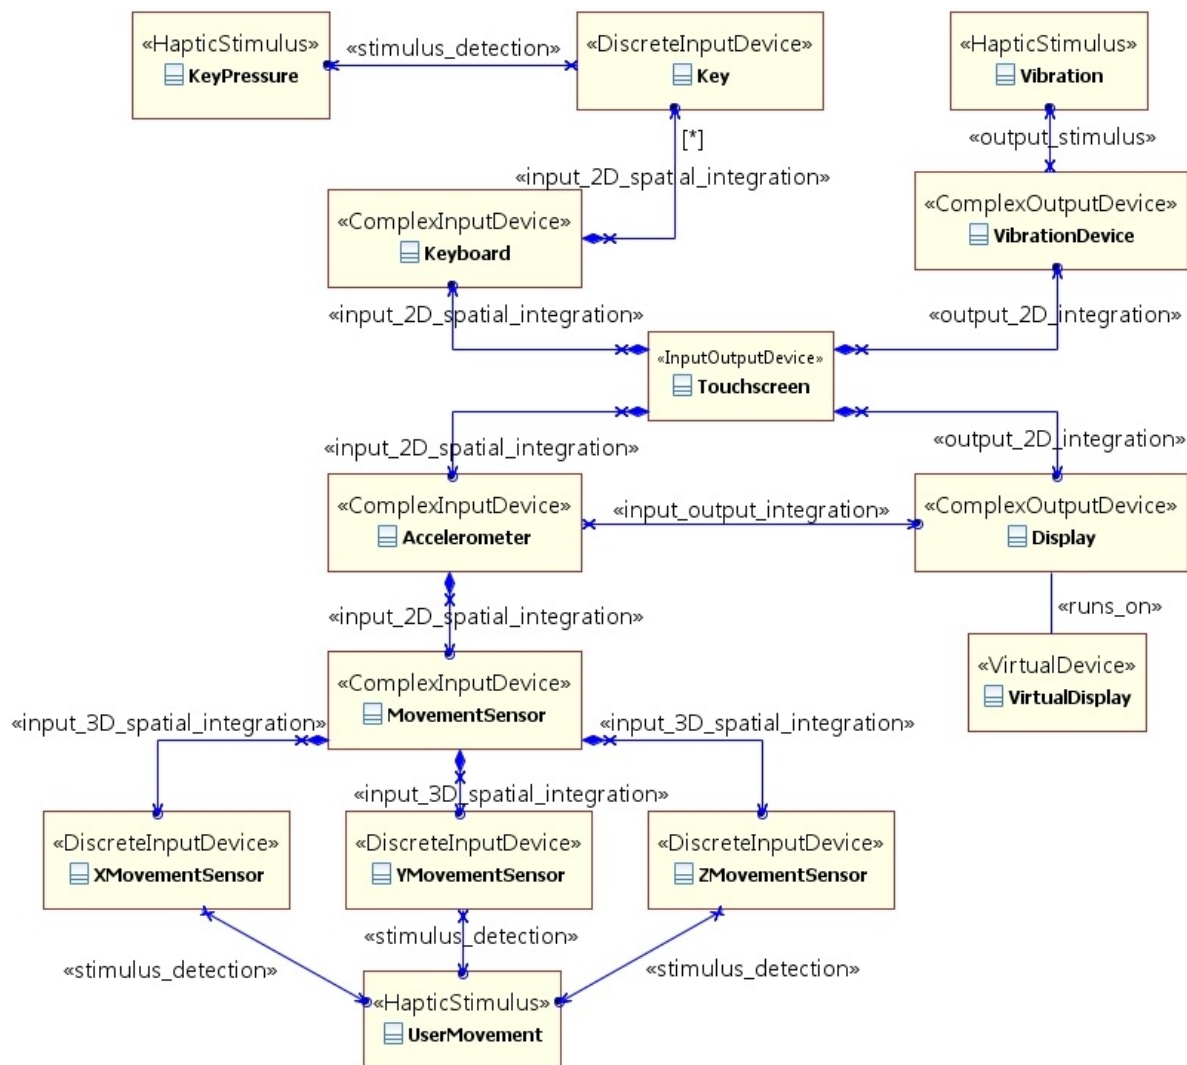 «HapticStimulus»
KeyPressure
«stimulus_detection»
«DiscreteInputDevice»
Key
«HapticStimulus»
Vibration
[*]
«output_stimulus»
«input_2D_spatial_integration»
«ComplexInputDevice»
Keyboard
«ComplexOutputDevice»
VibrationDevice
«input_2D_spatial_integration»
«output_2D_integration»
«InputOutputDevice»
Touchscreen
«input_2D_spatial_integration»
«output_2D_integration»
«ComplexInputDevice»
Accelerometer
«input_output_integration»
«ComplexOutputDevice»
Display
«input_2D_spatial_integration»
«runs_on»
«ComplexInputDevice»
MovementSensor
«VirtualDevice»
VirtualDisplay
«input_3D_spatial_integration»
«input_3D_spatial_integration»
«input_3D_spatial_integration»
«DiscreteInputDevice»
XMovementSensor
«DiscreteInputDevice»
YMovementSensor
«DiscreteInputDevice»
ZMovementSensor
«stimulus_detection»
«stimulus_detection»
«stimulus_detection»
«HapticStimulus»
UserMovement